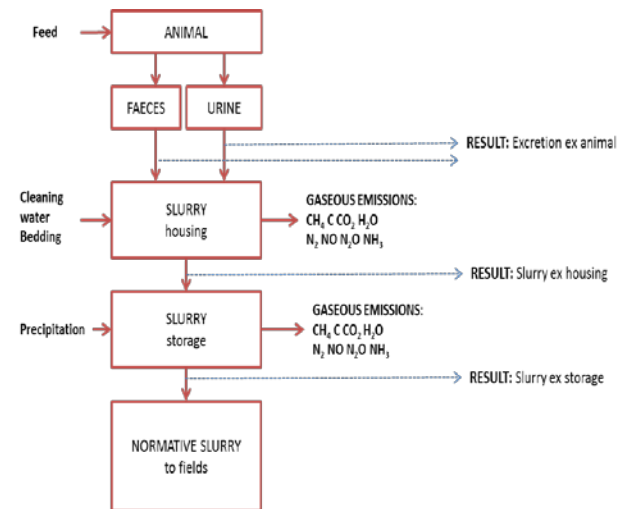 Feed
ANIMAL
FAECES
URINE
RESULT: Excretion ex animal
Cleaning
water
Bedding
SLURRY
housing
GASEOUS EMISSIONS:
CH₄ C CO₂ H₂O
N₂ NO N₂O NH₃
RESULT: Slurry ex housing
Precipitation
SLURRY
storage
GASEOUS EMISSIONS:
CH₄ C CO₂ H₂O
N₂ NO N₂O NH₃
RESULT: Slurry ex storage
NORMATIVE SLURRY
to fields